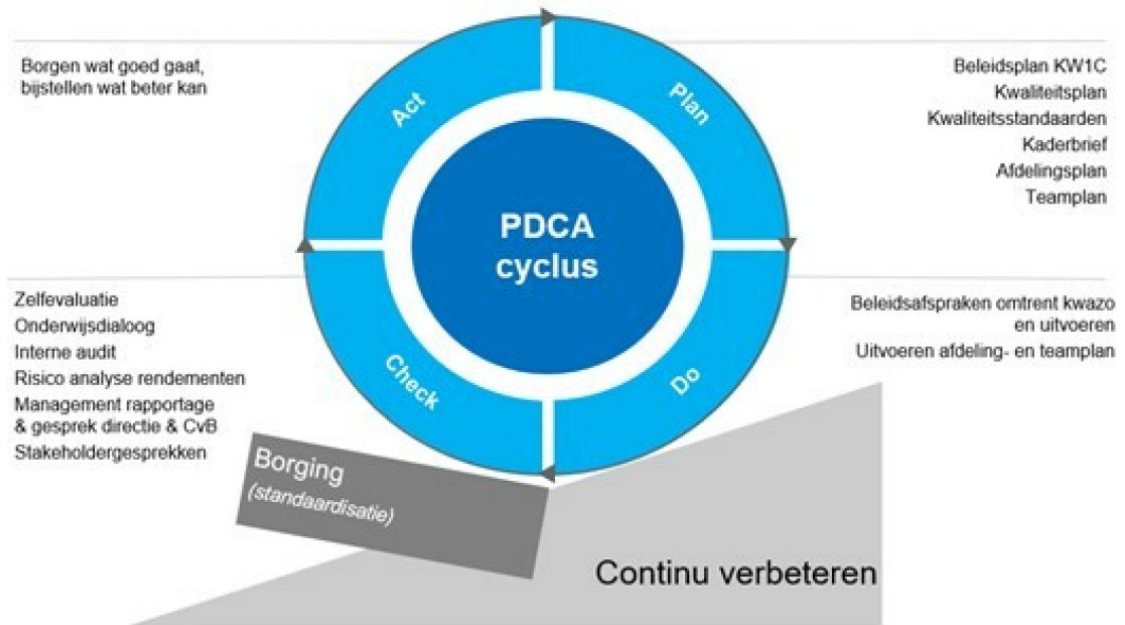 Borgen wat goed gaat,
bijstellen wat beter kan
Act
Plan
Beleidsplan KW1C
Kwaliteitsplan
Kwaliteitsstandaarden
Kaderbrief
Afdelingsplan
Teamplan
PDCA
cyclus
Zelfevaluatie
Onderwijsdialoog
Interne audit
Risico analyse rendementen
Management rapportage
& gesprek directie & CvB
Stakeholdergesprekken
Check
Do
Beleidsafspraken omtrent kwazo
en uitvoeren
Uitvoeren afdeling- en teamplan
Borging
(standaardisatie)
Continu verbeteren